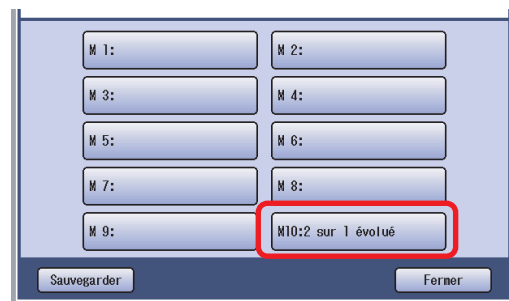 M 1: M 2:
M 3: M 4:
M 5: M 6:
M 7: M 8:
M 9: M10:2 sur 1 évolué
Sauvegarder Fermer